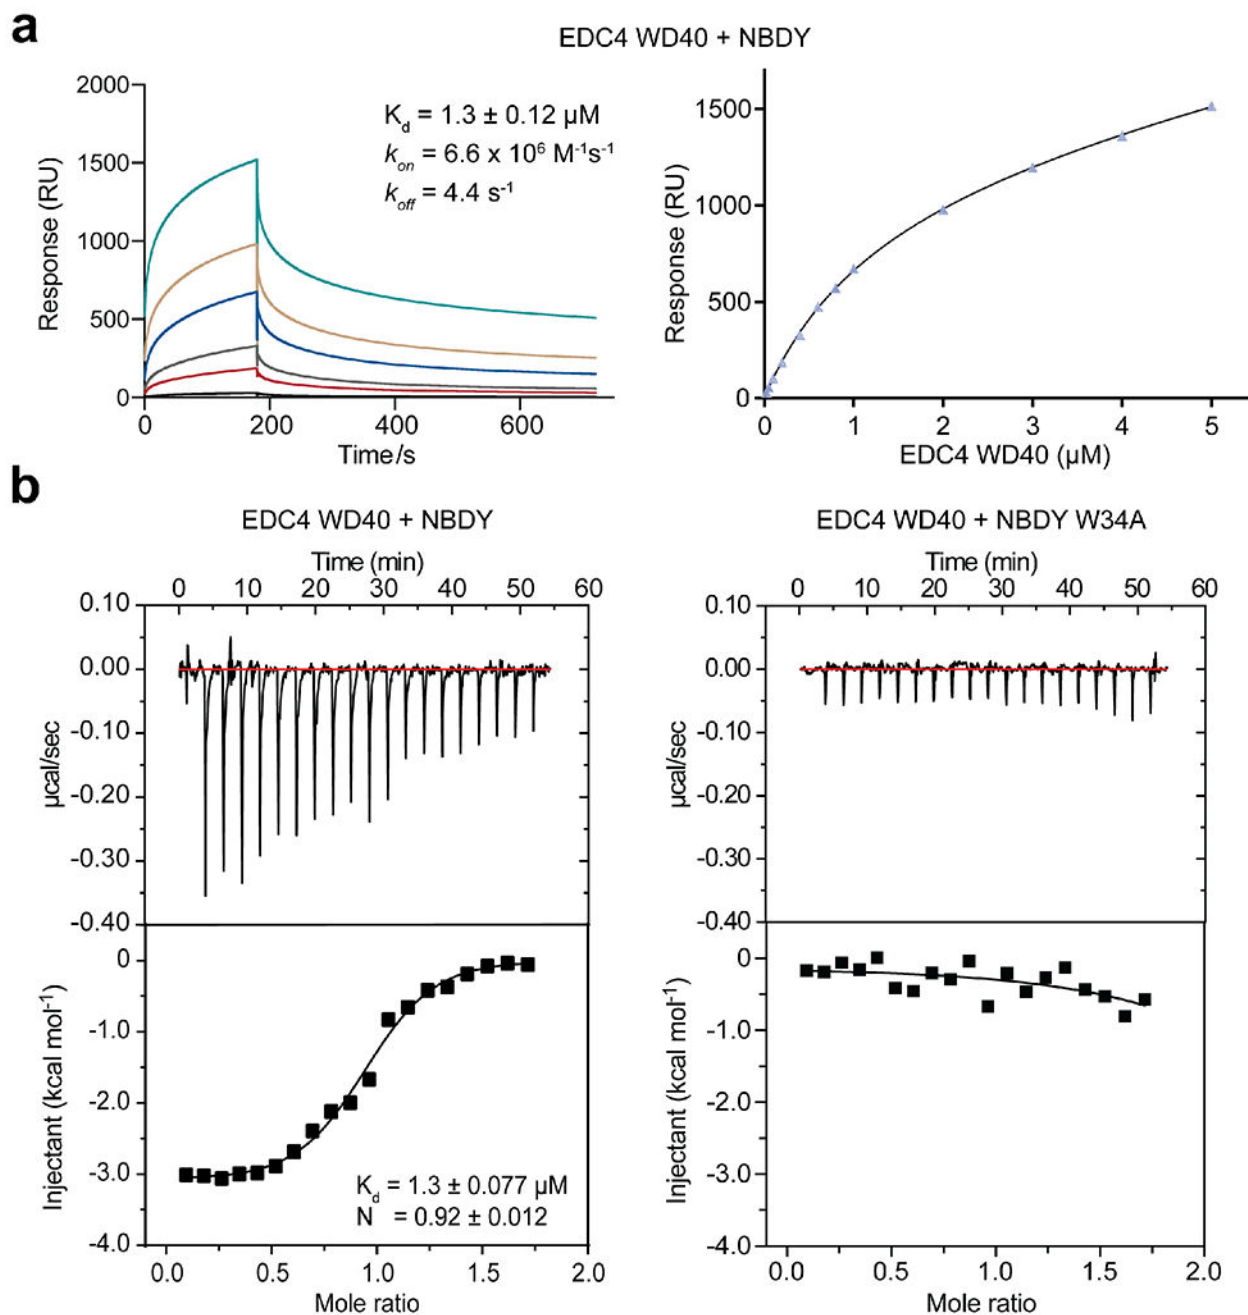 a
EDC4 WD40 + NBDY
2000
1500
1000
500
0
Response (RU)
0 200 400 600
Time/s
K_d = 1.3 ± 0.12 µM
k_on = 6.6 x 10⁶ M⁻¹s⁻¹
k_off = 4.4 s⁻¹
1500
1000
500
0
Response (RU)
0 1 2 3 4 5
EDC4 WD40 (µM)
b
EDC4 WD40 + NBDY
Time (min)
0 10 20 30 40 50 60
0.10
0.00
-0.10
-0.20
-0.30
-0.40
µcal/sec
0
-1.0
-2.0
-3.0
-4.0
Injectant (kcal mol⁻¹)
K_d = 1.3 ± 0.077 µM
N = 0.92 ± 0.012
0.0 0.5 1.0 1.5 2.0
Mole ratio
EDC4 WD40 + NBDY W34A
Time (min)
0 10 20 30 40 50 60
0.10
0.00
-0.10
-0.20
-0.30
-0.40
µcal/sec
0
-1.0
-2.0
-3.0
-4.0
Injectant (kcal mol⁻¹)
0.0 0.5 1.0 1.5 2.0
Mole ratio